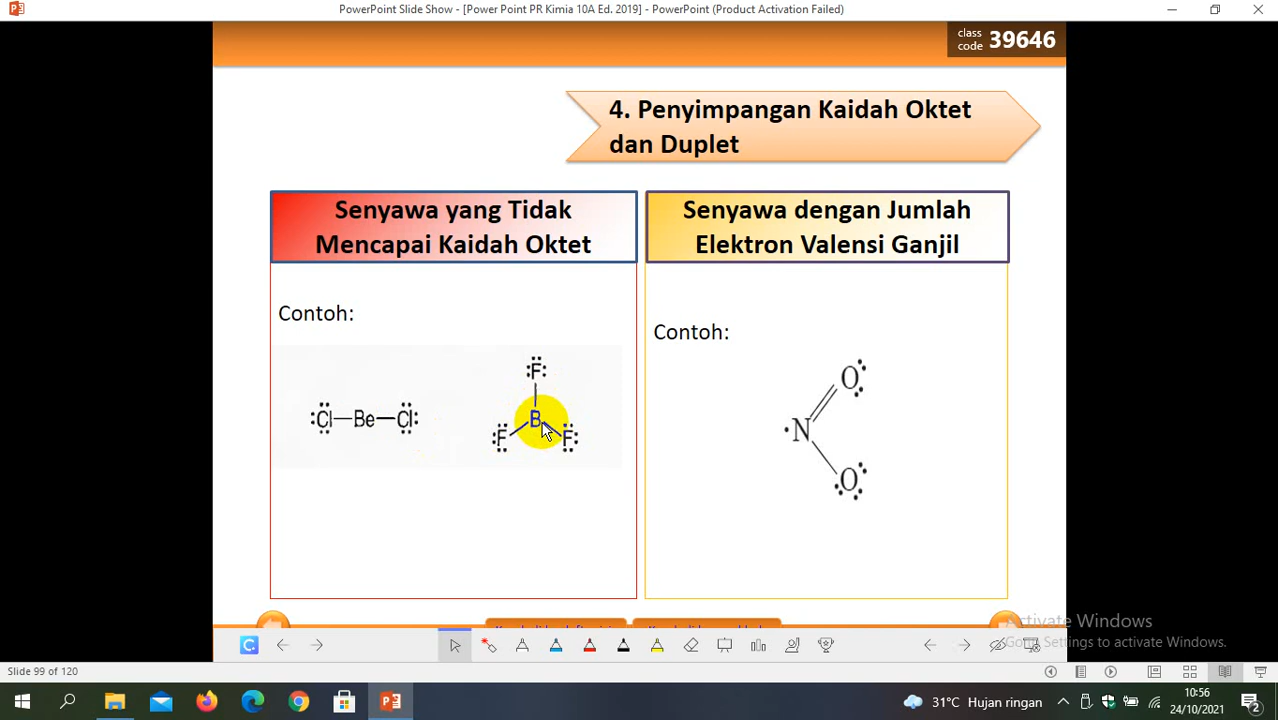 PowerPoint Slide Show - [Power Point PR Kimia 10A Ed. 2019] - PowerPoint (Product Activation Failed)
class code 39646
4. Penyimpangan Kaidah Oktet
dan Duplet
Senyawa yang Tidak
Mencapai Kaidah Oktet
Senyawa dengan Jumlah
Elektron Valensi Ganjil
Contoh:
Contoh:
F
Cl Be Cl
B
F F
O
N
O
Activate Windows
Go to Settings to activate Windows.
Slide 99 of 120
31°C Hujan ringan
10:56
24/10/2021
2